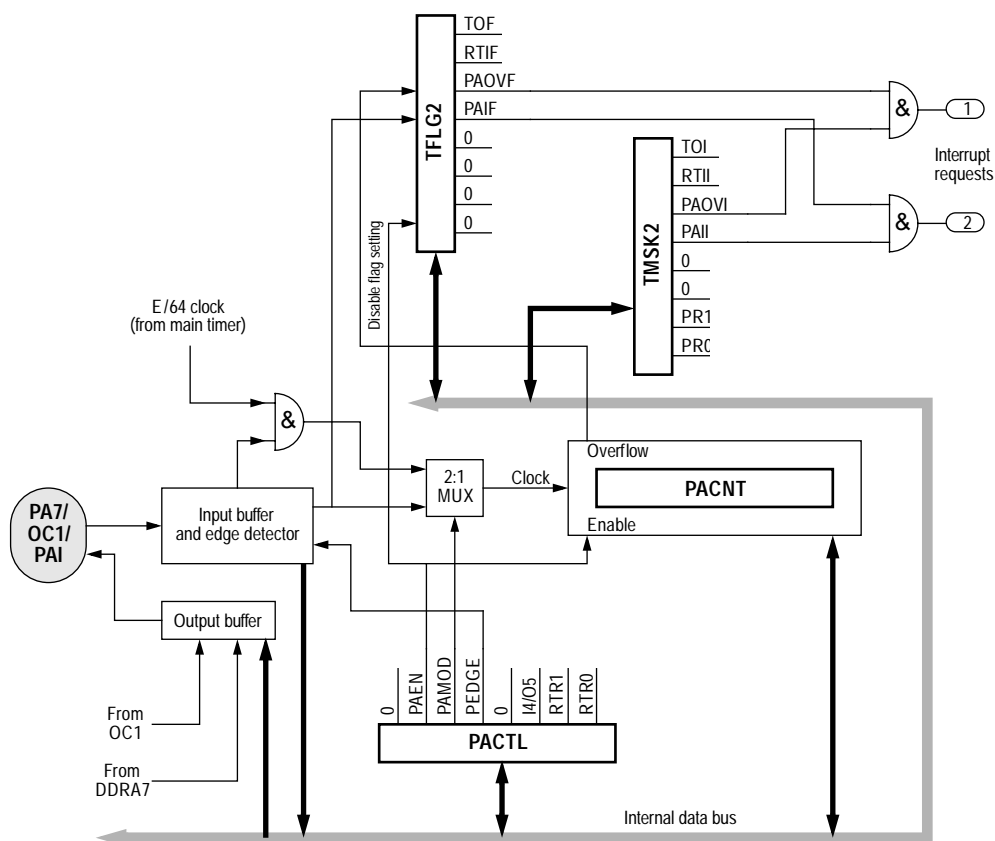 TOF
RTIF
PAOVF
PAIF
0
0
0
0
TFLG2
&
1
Interrupt
requests
TOI
RTII
PAOVI
PAII
0
0
PR1
PR0
TMSK2
&
2
Disable flag setting
E/64 clock
(from main timer)
&
2:1
MUX
Clock
Overflow
PACNT
Enable
PA7/
OC1/
PAI
Input buffer
and edge detector
Output buffer
From
OC1
From
DDRA7
0
PAEN
PAMOD
PEDGE
0
I4/O5
RTR1
RTR0
PACTL
Internal data bus